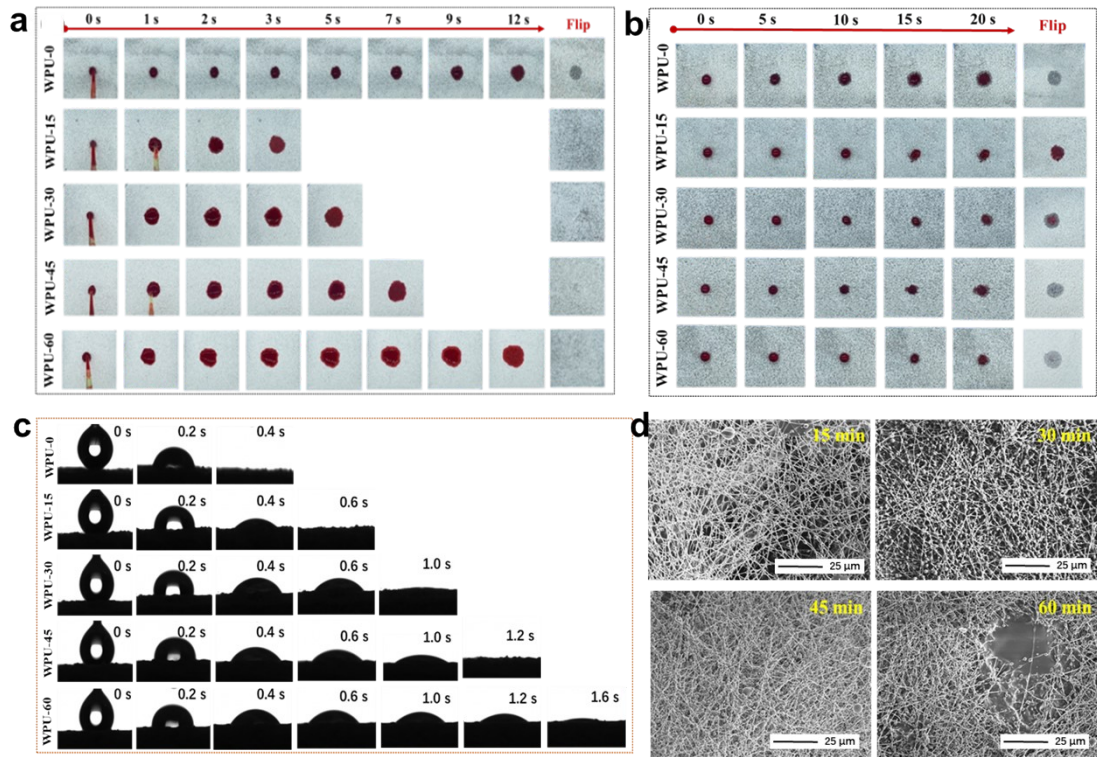 a
0 s 1 s 2 s 3 s 5 s 7 s 9 s 12 s Flip
WPU-0
WPU-15
WPU-30
WPU-45
WPU-60
b
0 s 5 s 10 s 15 s 20 s Flip
WPU-0
WPU-15
WPU-30
WPU-45
WPU-60
c
WPU-0 0 s 0.2 s 0.4 s
WPU-15 0 s 0.2 s 0.4 s 0.6 s
WPU-30 0 s 0.2 s 0.4 s 0.6 s 1.0 s
WPU-45 0 s 0.2 s 0.4 s 0.6 s 1.0 s 1.2 s
WPU-60 0 s 0.2 s 0.4 s 0.6 s 1.0 s 1.2 s 1.6 s
d
15 min 30 min
25 µm 25 µm
45 min 60 min
25 µm 25 µm